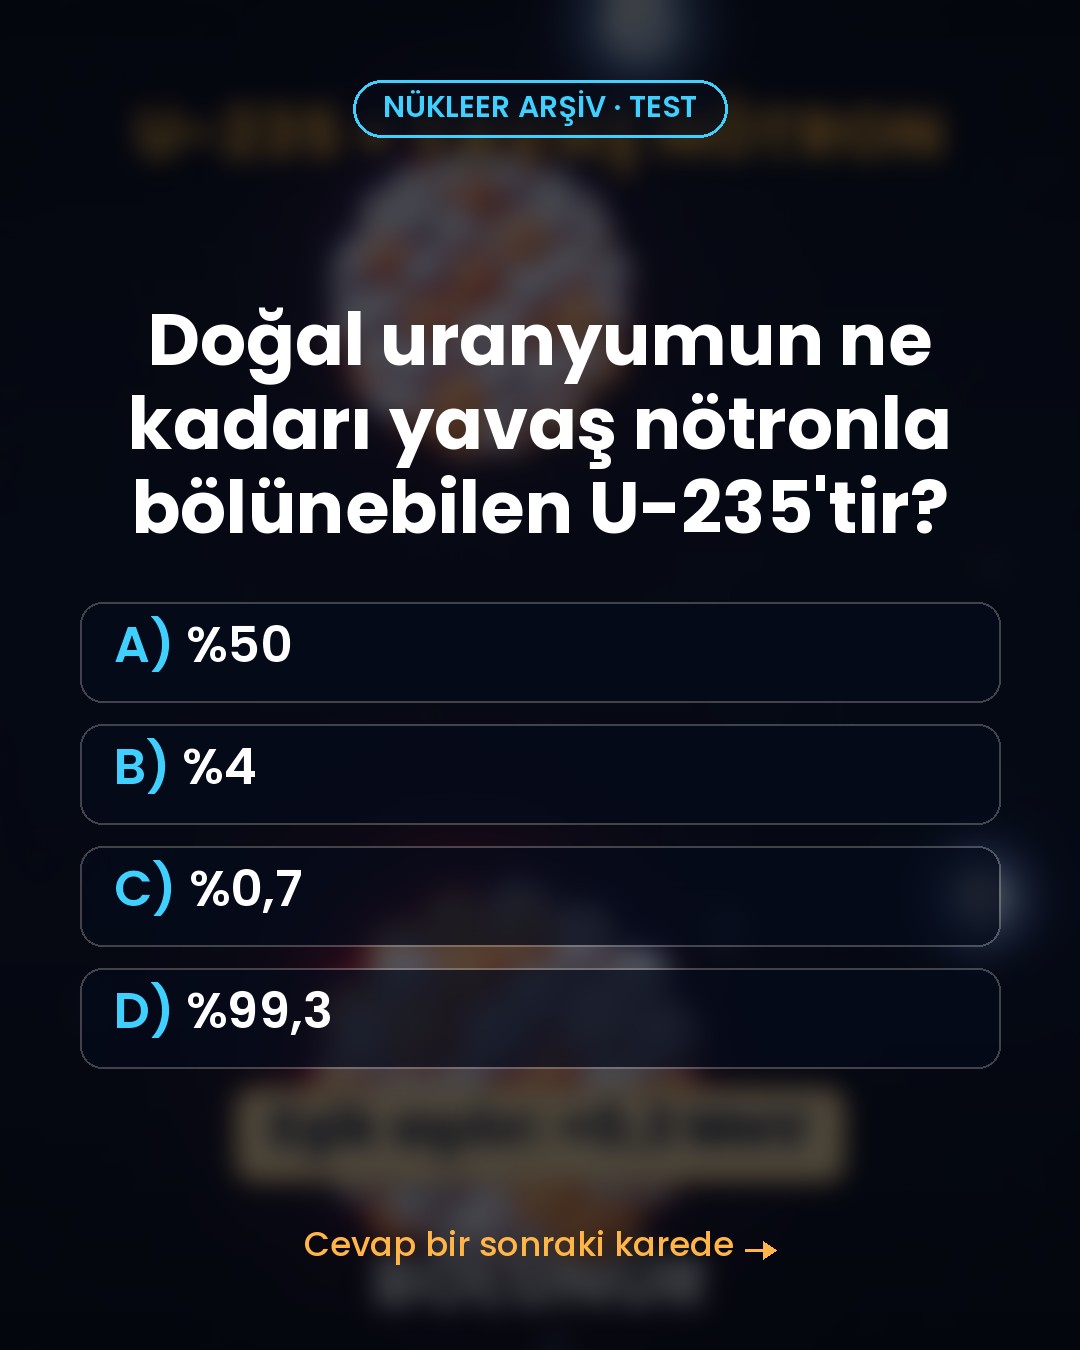 NÜKLEER ARŞİV · TEST
Doğal uranyumun ne
kadarı yavaş nötronla
bölünebilen U-235'tir?
A) %50
B) %4
C) %0,7
D) %99,3
Cevap bir sonraki karede →